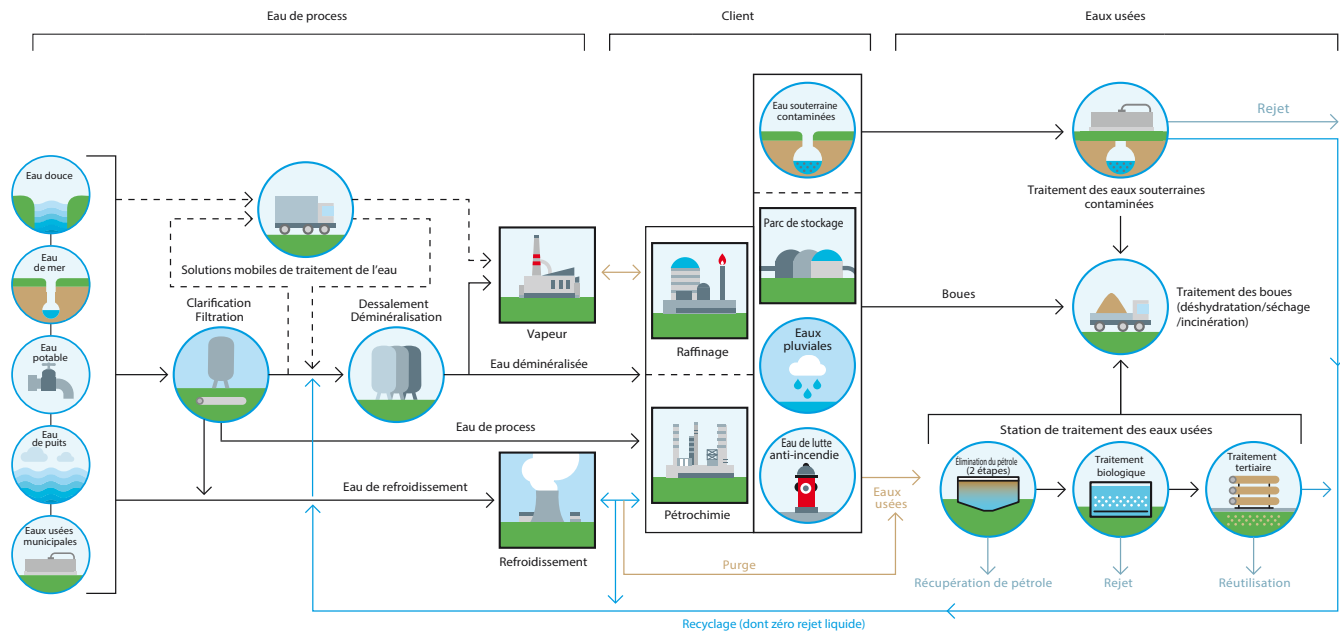 Eau de process
Client
Eaux usées
Eau douce
Eau
de mer
Eau
potable
Eau
de puits
Eaux usées
municipales
Solutions mobiles de traitement de l'eau
Clarification
Filtration
Dessalement
Déminéralisation
Vapeur
Eau déminéralisée
Eau de process
Eau de refroidissement
Refroidissement
Eau souterraine
contaminées
Parc de stockage
Raffinage
Eaux
pluviales
Pétrochimie
Eau de lutte
anti-incendie
Rejet
Traitement des eaux souterraines
contaminées
Boues
Traitement des boues
(déshydratation/séchage
/incinération)
Station de traitement des eaux usées
Élimination du pétrole
(2 étapes)
Traitement
biologique
Traitement
tertiaire
Eaux
usées
Purge
Récupération de pétrole
Rejet
Réutilisation
Recyclage (dont zéro rejet liquide)